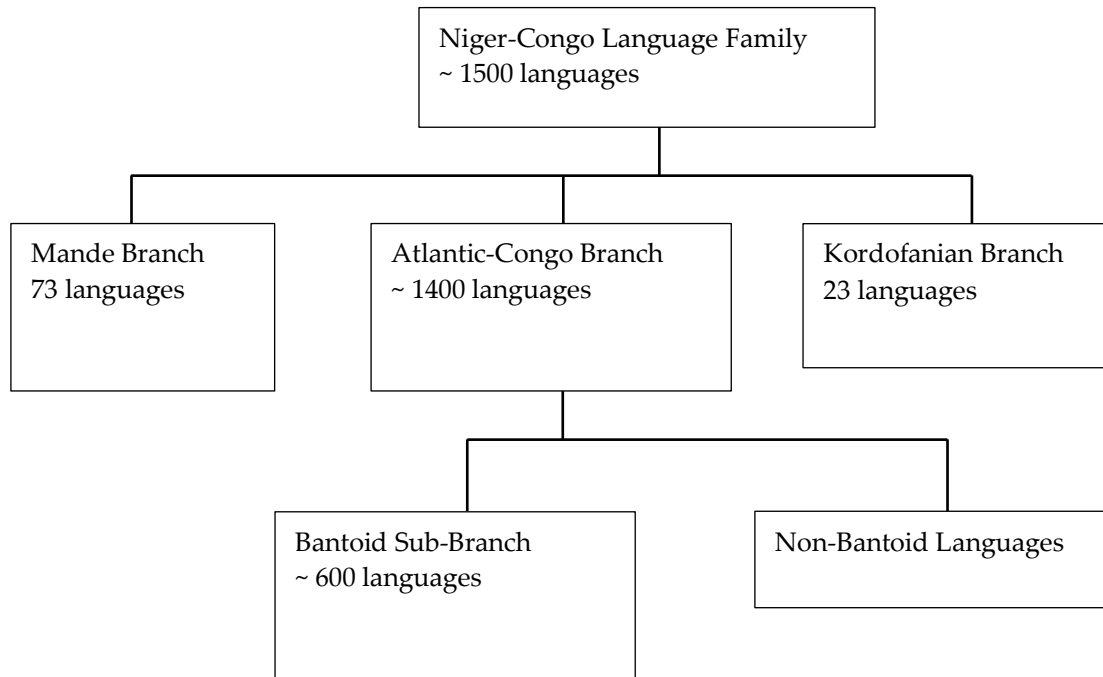 Niger-Congo Language Family
~ 1500 languages
Mande Branch
73 languages
Atlantic-Congo Branch
~ 1400 languages
Kordofanian Branch
23 languages
Bantoid Sub-Branch
~ 600 languages
Non-Bantoid Languages